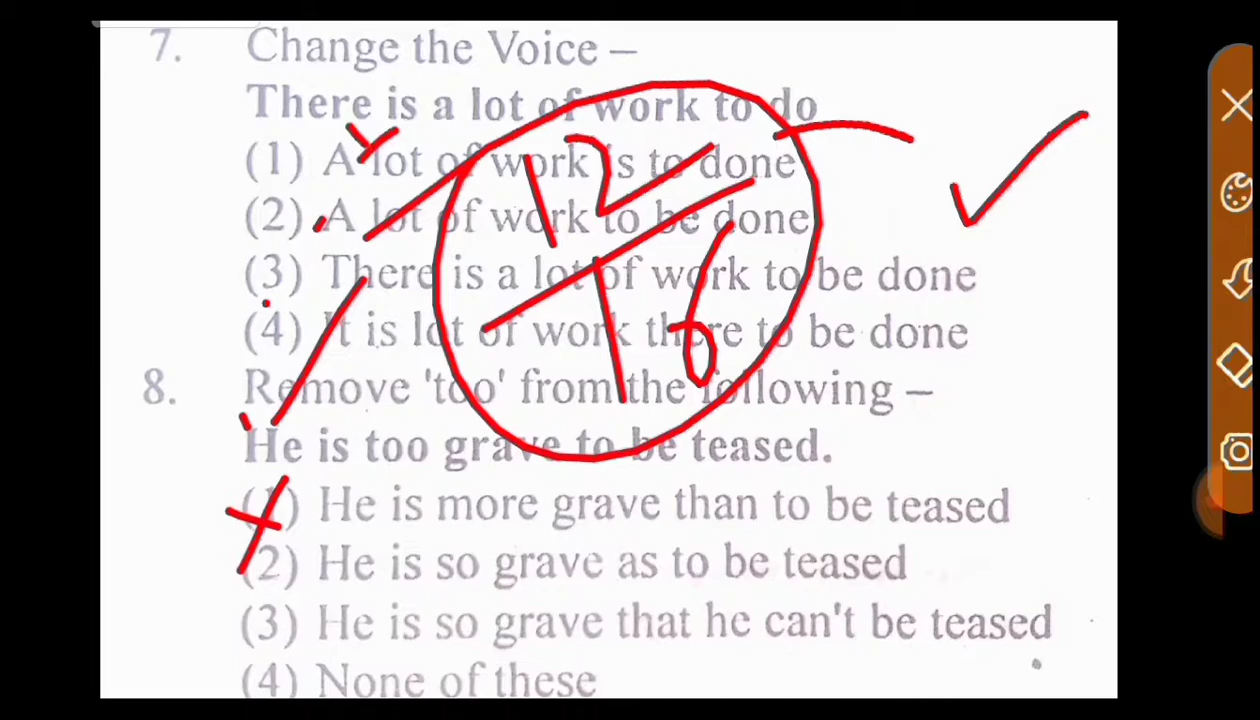 7. Change the Voice –
There is a lot of work to do
(1) A lot of work is to done
(2) A lot of work to be done
(3) There is a lot of work to be done
(4) It is lot of work there to be done
8. Remove 'too' from the following –
He is too grave to be teased.
(1) He is more grave than to be teased
(2) He is so grave as to be teased
(3) He is so grave that he can't be teased
(4) None of these